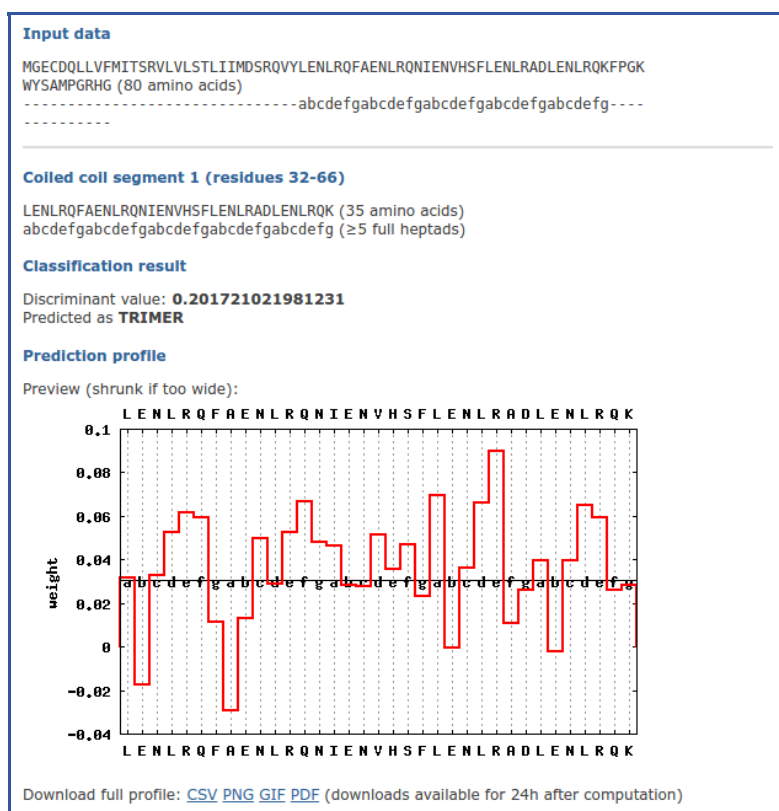 Input data
MGECDQLLVFMITSRVLVLSTLIIMDSRQVYLENLRQFAENLRQNIENVHSFLENLRADLENLRQKFPGK
WYSAMPGRHG (80 amino acids)
-------------------------------abcdefgabcdefgabcdefgabcdefgabcdefg----
----------
Coiled coil segment 1 (residues 32-66)
LENLRQFAENLRQNIENVHSFLENLRADLENLRQK (35 amino acids)
abcdefgabcdefgabcdefgabcdefgabcdefg (≥5 full heptads)
Classification result
Discriminant value: 0.201721021981231
Predicted as TRIMER
Prediction profile
Preview (shrunk if too wide):
L E N L R Q F A E N L R Q N I E N V H S F L E N L R A D L E N L R Q K
0.1
0.08
0.06
0.04
a b c d e f g a b c d e f g a b c d e f g a b c d e f g a b c d e f g
0.02
0
-0.02
-0.04
weight
L E N L R Q F A E N L R Q N I E N V H S F L E N L R A D L E N L R Q K
Download full profile: CSV PNG GIF PDF (downloads available for 24h after computation)